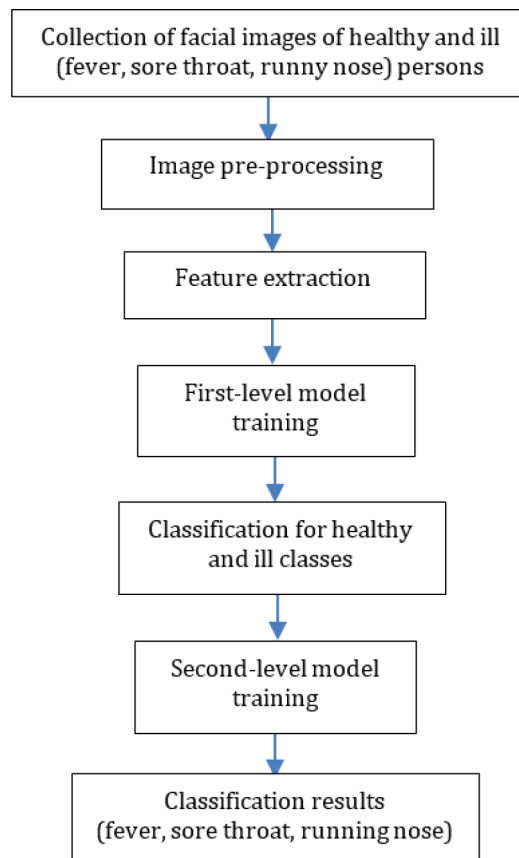 Collection of facial images of healthy and ill
(fever, sore throat, runny nose) persons
Image pre-processing
Feature extraction
First-level model
training
Classification for healthy
and ill classes
Second-level model
training
Classification results
(fever, sore throat, running nose)